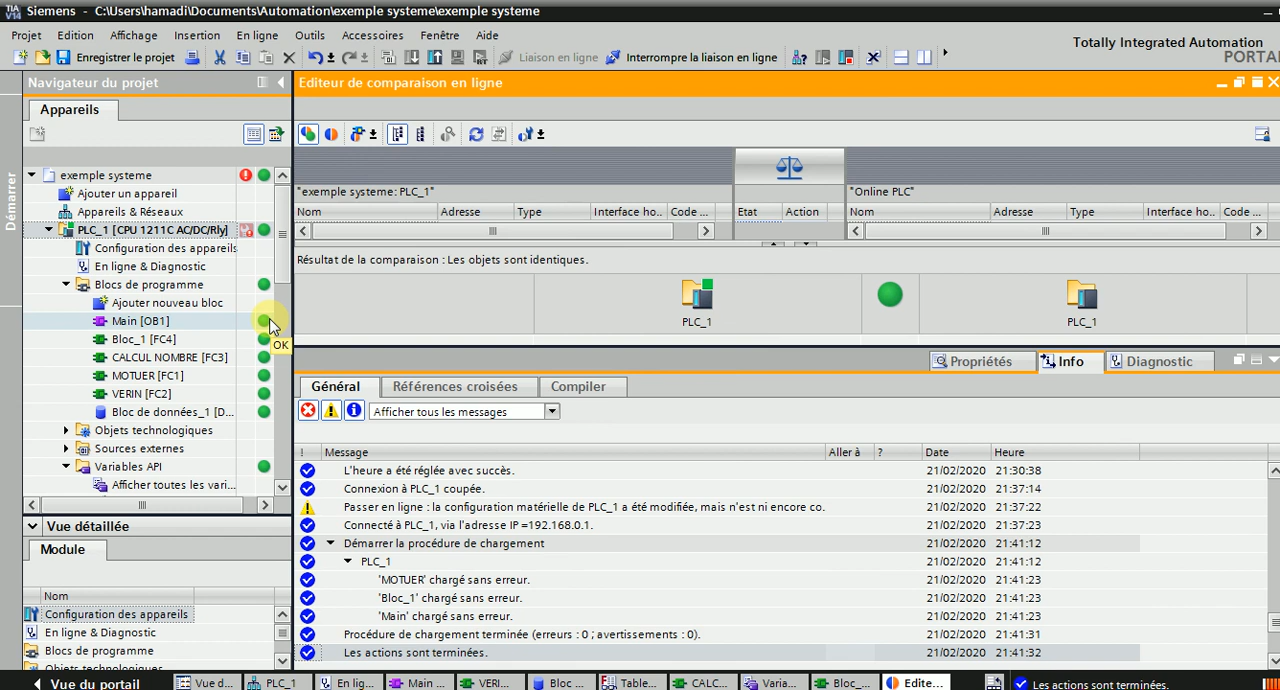 TIA V14 Siemens - C:\Users\hamadi\Documents\Automation\exemple systeme\exemple systeme
Projet Edition Affichage Insertion En ligne Outils Accessoires Fenêtre Aide
Enregistrer le projet Liaison en ligne Interrompre la liaison en ligne
Totally Integrated Automation
PORTAL
Démarrer
Navigateur du projet
Appareils
exemple systeme
Ajouter un appareil
Appareils & Réseaux
PLC_1 [CPU 1211C AC/DC/Rly]
Configuration des appareils
En ligne & Diagnostic
Blocs de programme
Ajouter nouveau bloc
Main [OB1]
OK
Bloc_1 [FC4]
CALCUL NOMBRE [FC3]
MOTUER [FC1]
VERIN [FC2]
Bloc de données_1 [D...
Objets technologiques
Sources externes
Variables API
Afficher toutes les vari...
Vue détaillée
Module
Nom
Configuration des appareils
En ligne & Diagnostic
Blocs de programme
Objets technologiques
Editeur de comparaison en ligne
"exemple systeme: PLC_1" "Online PLC"
Nom Adresse Type Interface ho... Code ... Etat Action Nom Adresse Type Interface ho... Code ...
Résultat de la comparaison : Les objets sont identiques.
PLC_1 PLC_1
Propriétés Info Diagnostic
Général Références croisées Compiler
Afficher tous les messages
! Message Aller à ? Date Heure
L'heure a été réglée avec succès. 21/02/2020 21:30:38
Connexion à PLC_1 coupée. 21/02/2020 21:37:14
Passer en ligne : la configuration matérielle de PLC_1 a été modifiée, mais n'est ni encore co. 21/02/2020 21:37:22
Connecté à PLC_1, via l'adresse IP =192.168.0.1. 21/02/2020 21:37:23
Démarrer la procédure de chargement 21/02/2020 21:41:12
PLC_1 21/02/2020 21:41:12
'MOTUER' chargé sans erreur. 21/02/2020 21:41:23
'Bloc_1' chargé sans erreur. 21/02/2020 21:41:23
'Main' chargé sans erreur. 21/02/2020 21:41:23
Procédure de chargement terminée (erreurs : 0 ; avertissements : 0). 21/02/2020 21:41:31
Les actions sont terminées. 21/02/2020 21:41:32
Vue du portail Vue d... PLC_1 En lig... Main ... VERI... Bloc ... Table... CALC... Varia... Bloc_... Edite... Les actions sont terminées.